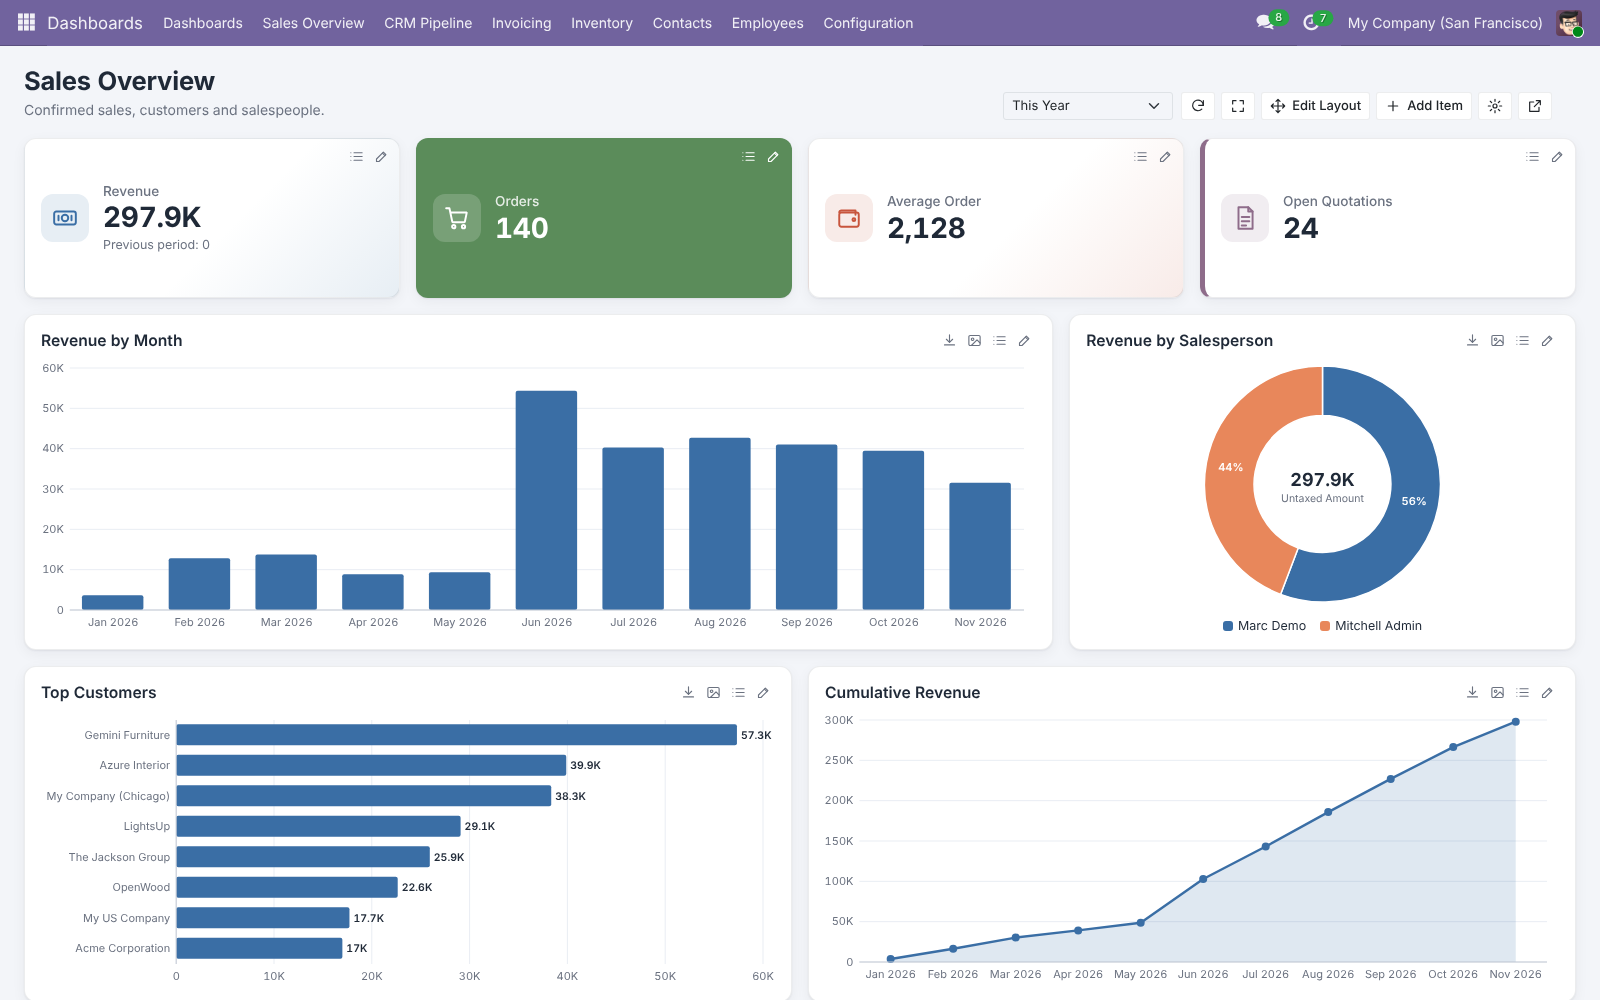 Dashboards Dashboards Sales Overview CRM Pipeline Invoicing Inventory Contacts Employees Configuration 8 7 My Company (San Francisco)
Sales Overview
Confirmed sales, customers and salespeople.
This Year Edit Layout Add Item
Revenue
297.9K
Previous period: 0
Orders
140
Average Order
2,128
Open Quotations
24
Revenue by Month
60K
50K
40K
30K
20K
10K
0
Jan 2026 Feb 2026 Mar 2026 Apr 2026 May 2026 Jun 2026 Jul 2026 Aug 2026 Sep 2026 Oct 2026 Nov 2026
Revenue by Salesperson
44%
297.9K
Untaxed Amount
56%
Marc Demo Mitchell Admin
Top Customers
Gemini Furniture 57.3K
Azure Interior 39.9K
My Company (Chicago) 38.3K
LightsUp 29.1K
The Jackson Group 25.9K
OpenWood 22.6K
My US Company 17.7K
Acme Corporation 17K
0 10K 20K 30K 40K 50K 60K
Cumulative Revenue
300K
250K
200K
150K
100K
50K
0
Jan 2026 Feb 2026 Mar 2026 Apr 2026 May 2026 Jun 2026 Jul 2026 Aug 2026 Sep 2026 Oct 2026 Nov 2026